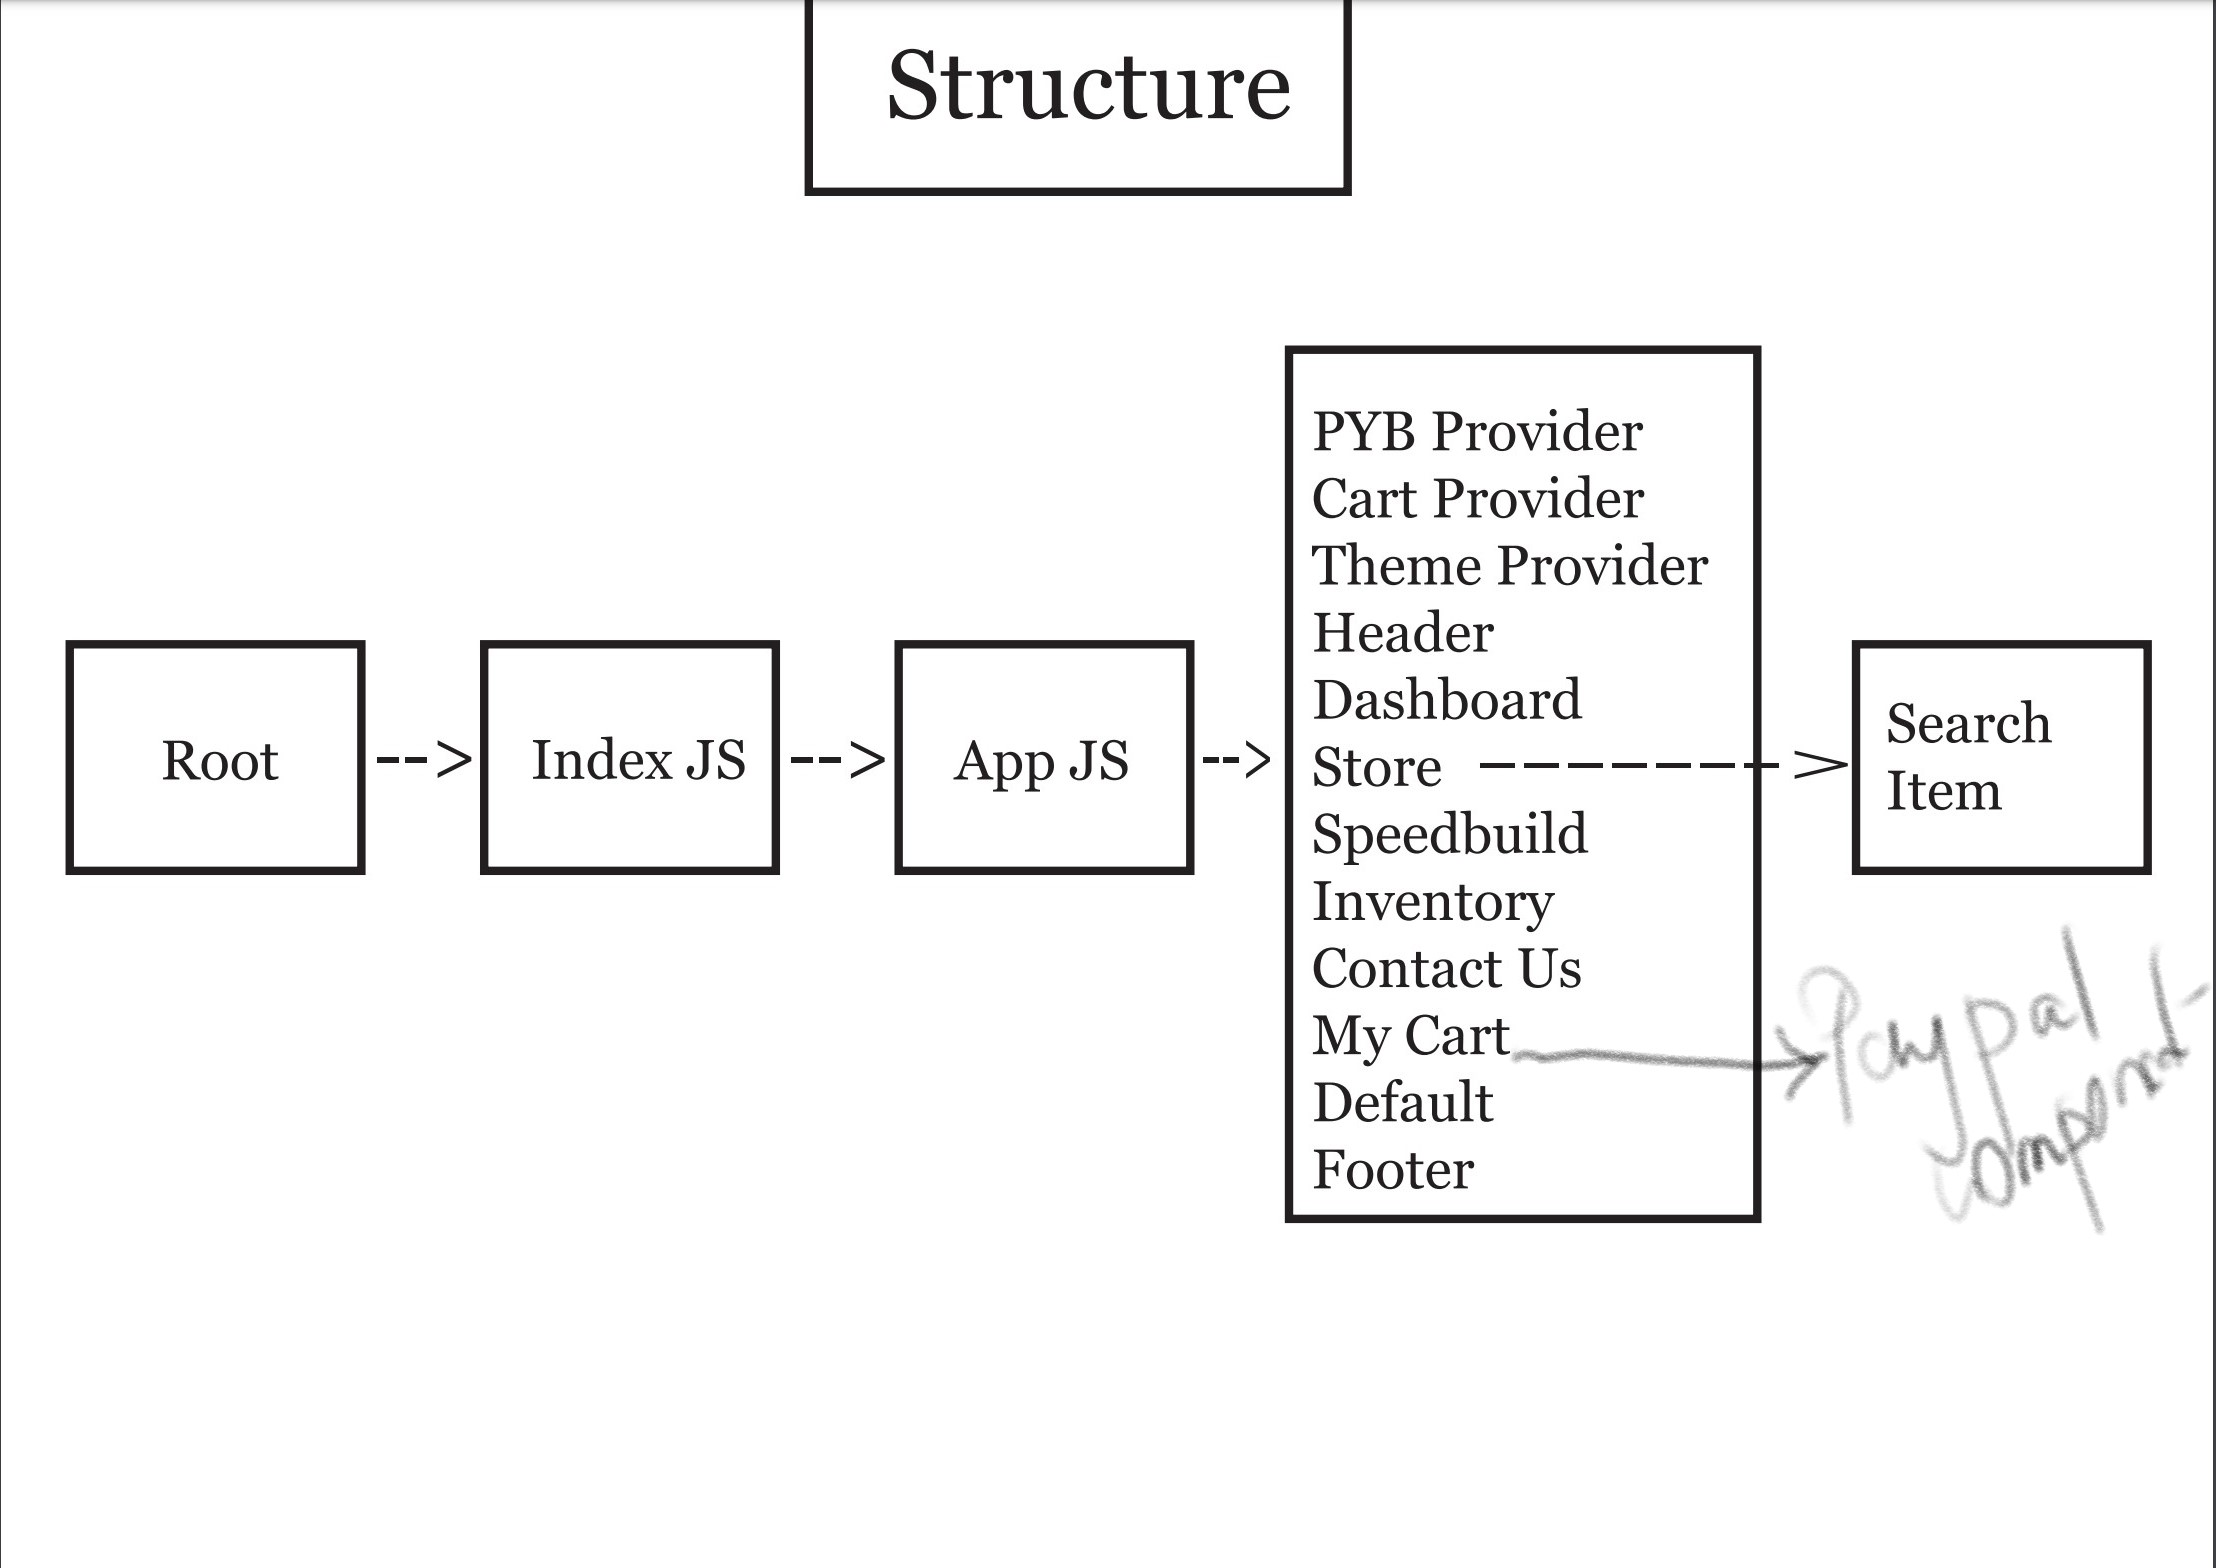 Structure
Root
Index JS
App JS
PYB Provider
Cart Provider
Theme Provider
Header
Dashboard
Store
Speedbuild
Inventory
Contact Us
My Cart
Default
Footer
Search
Item
Paypal
Component